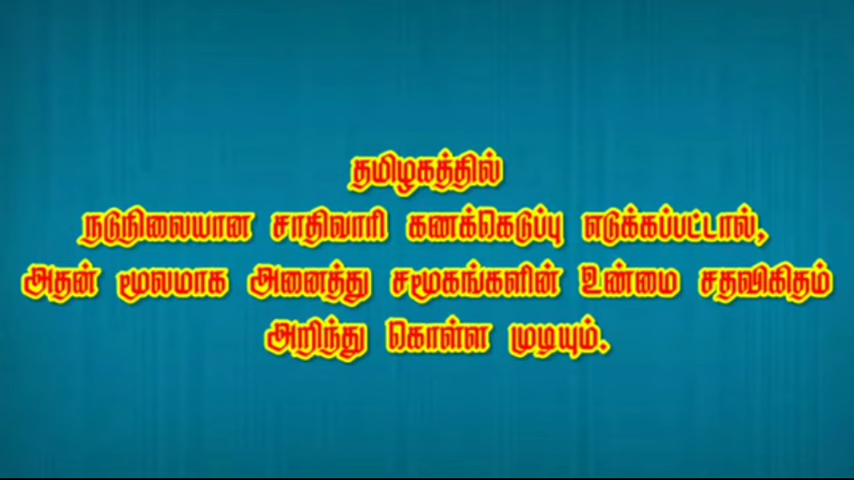 தமிழகத்தில்
நடுநிலையான சாதிவாரி கணக்கெடுப்பு எடுக்கப்பட்டால்,
அதன் மூலமாக அனைத்து சமூகங்களின் உண்மை சதவிகிதம்
அறிந்து கொள்ள முடியும்.